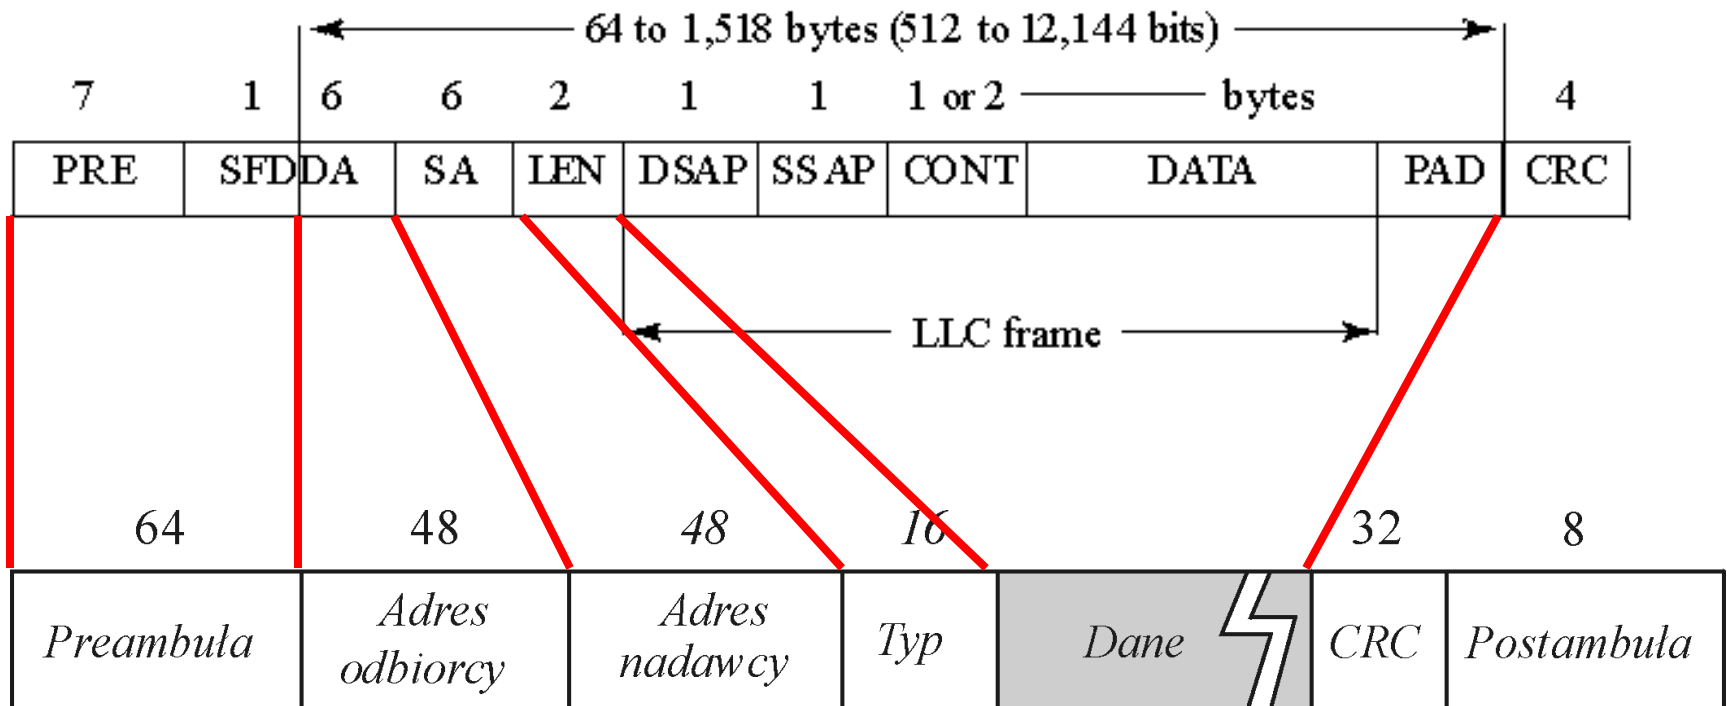 64 to 1,518 bytes (512 to 12,144 bits)
7 1 6 6 2 1 1 1 or 2 bytes 4
PRE SFD DA SA LEN DSAP SSAP CONT DATA PAD CRC
LLC frame
64 48 48 16 32 8
Preambuła Adres odbiorcy Adres nadawcy Typ Dane CRC Postambuła